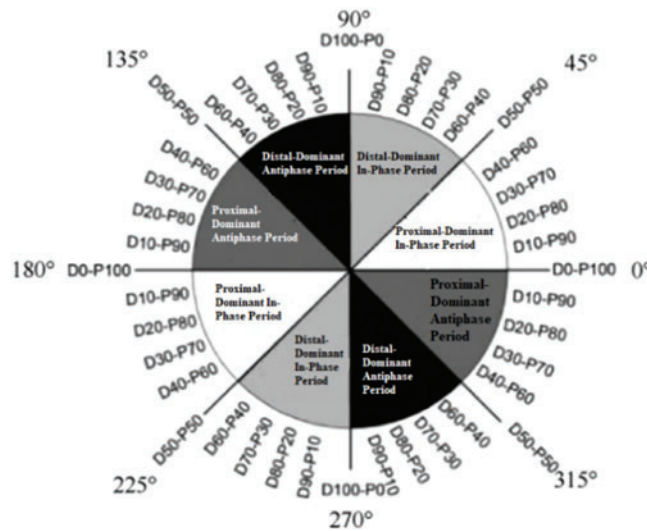 90°
D100-P0
D90-P10
D80-P20
D70-P30
D60-P40
D50-P50
45°
D40-P60
D30-P70
D20-P80
D10-P90
D0-P100
0°
D10-P90
D20-P80
D30-P70
D40-P60
D50-P50
315°
D60-P40
D70-P30
D80-P20
D90-P10
D100-P0
270°
D90-P10
D80-P20
D70-P30
D60-P40
D50-P50
225°
D40-P60
D30-P70
D20-P80
D10-P90
D0-P100
180°
D10-P90
D20-P80
D30-P70
D40-P60
D50-P50
135°
D60-P40
D70-P30
D80-P20
D90-P10
Distal-Dominant
Antiphase Period
Distal-Dominant
In-Phase Period
Proximal-
Dominant
Antiphase Period
Proximal-Dominant
In-Phase Period
Proximal-
Dominant In-
Phase Period
Proximal-
Dominant
Antiphase
Period
Distal-
Dominant
In-Phase
Period
Distal-
Dominant
Antiphase
Period